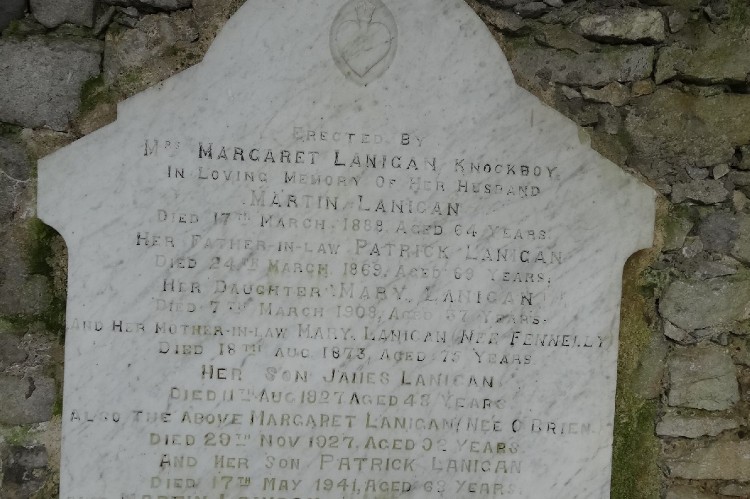 ERECTED BY
MRS MARGARET LANIGAN KNOCKBOY,
IN LOVING MEMORY OF HER HUSBAND
MARTIN LANIGAN
DIED 17TH MARCH 1888, AGED 64 YEARS.
HER FATHER-IN-LAW PATRICK LANIGAN
DIED 24TH MARCH 1869, AGED 89 YEARS,
HER DAUGHTER MARY LANIGAN
DIED 7TH MARCH 1909, AGED 37 YEARS.
AND HER MOTHER-IN-LAW MARY LANIGAN (NEE FENNELLY)
DIED 18TH AUG 1873, AGED 75 YEARS
HER SON JAMES LANIGAN
DIED 11TH AUG 1927 AGED 48 YEARS
ALSO THE ABOVE MARGARET LANIGAN (NEE O'BRIEN)
DIED 29TH NOV 1927, AGED 92 YEARS.
AND HER SON PATRICK LANIGAN
DIED 17TH MAY 1941, AGED 69 YEARS.
MARTIN